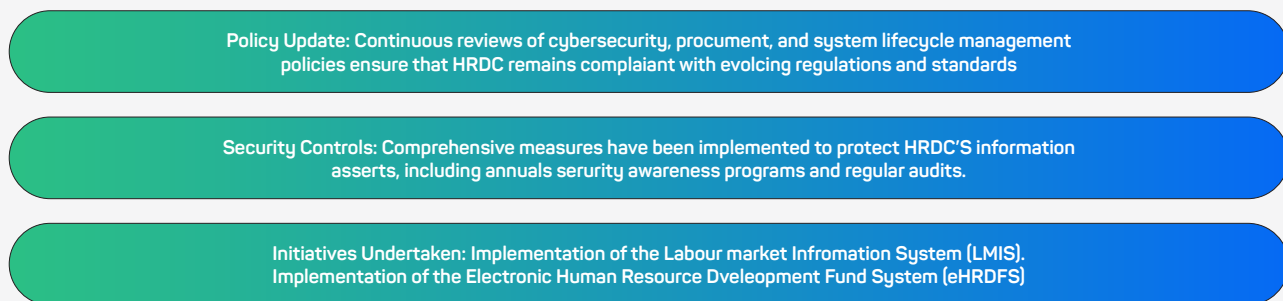 Policy Update: Continuous reviews of cybersecurity, procument, and system lifecycle management
policies ensure that HRDC remains complaiant with evolcing regulations and standards
Security Controls: Comprehensive measures have been implemented to protect HRDC'S information
asserts, including annuals serurity awareness programs and regular audits.
Initiatives Undertaken: Implementation of the Labour market Infromation System (LMIS).
Implementation of the Electronic Human Resource Dveleopment Fund System (eHRDFS)